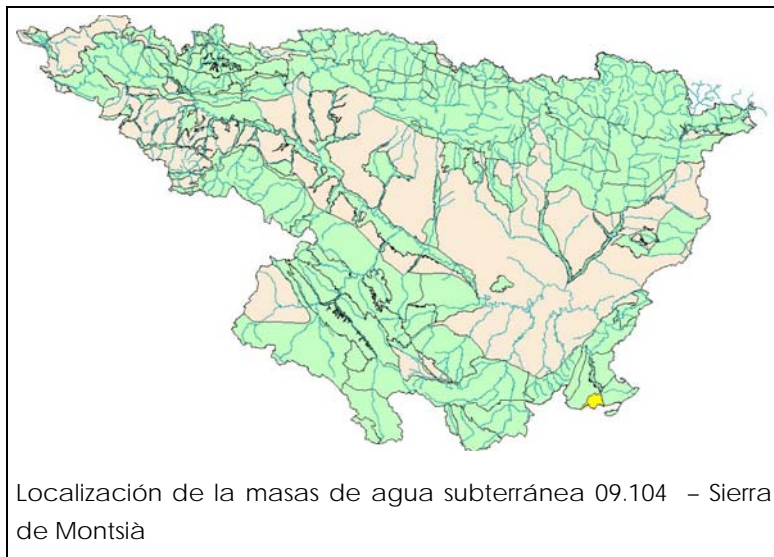 Localización de la masas de agua subterránea 09.104 – Sierra
de Montsià